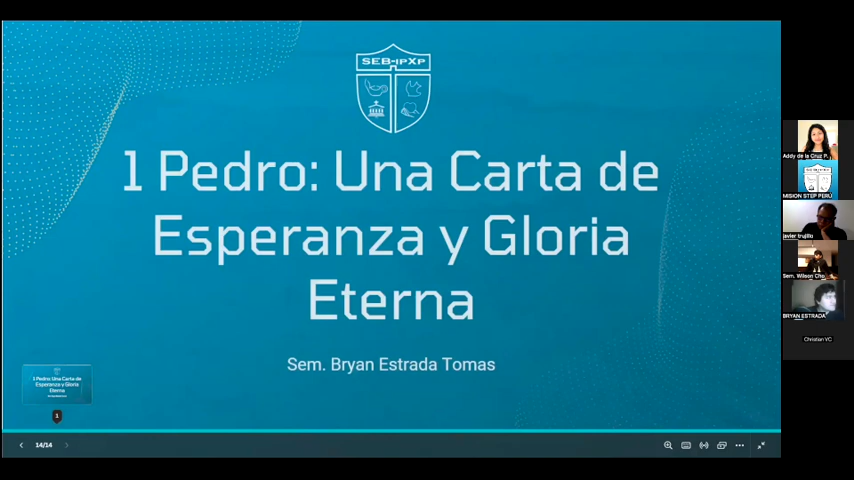 SEB-IPXP
1 Pedro: Una Carta de
Esperanza y Gloria
Eterna
Sem. Bryan Estrada Tomas
1 Pedro: Una Carta de
Esperanza y Gloria
Eterna
1
14/14
Addy de la Cruz P...
MISION STEP PERÚ
javier trujillo
Sem. Wilson Cho
BRYAN ESTRADA
Christian VC